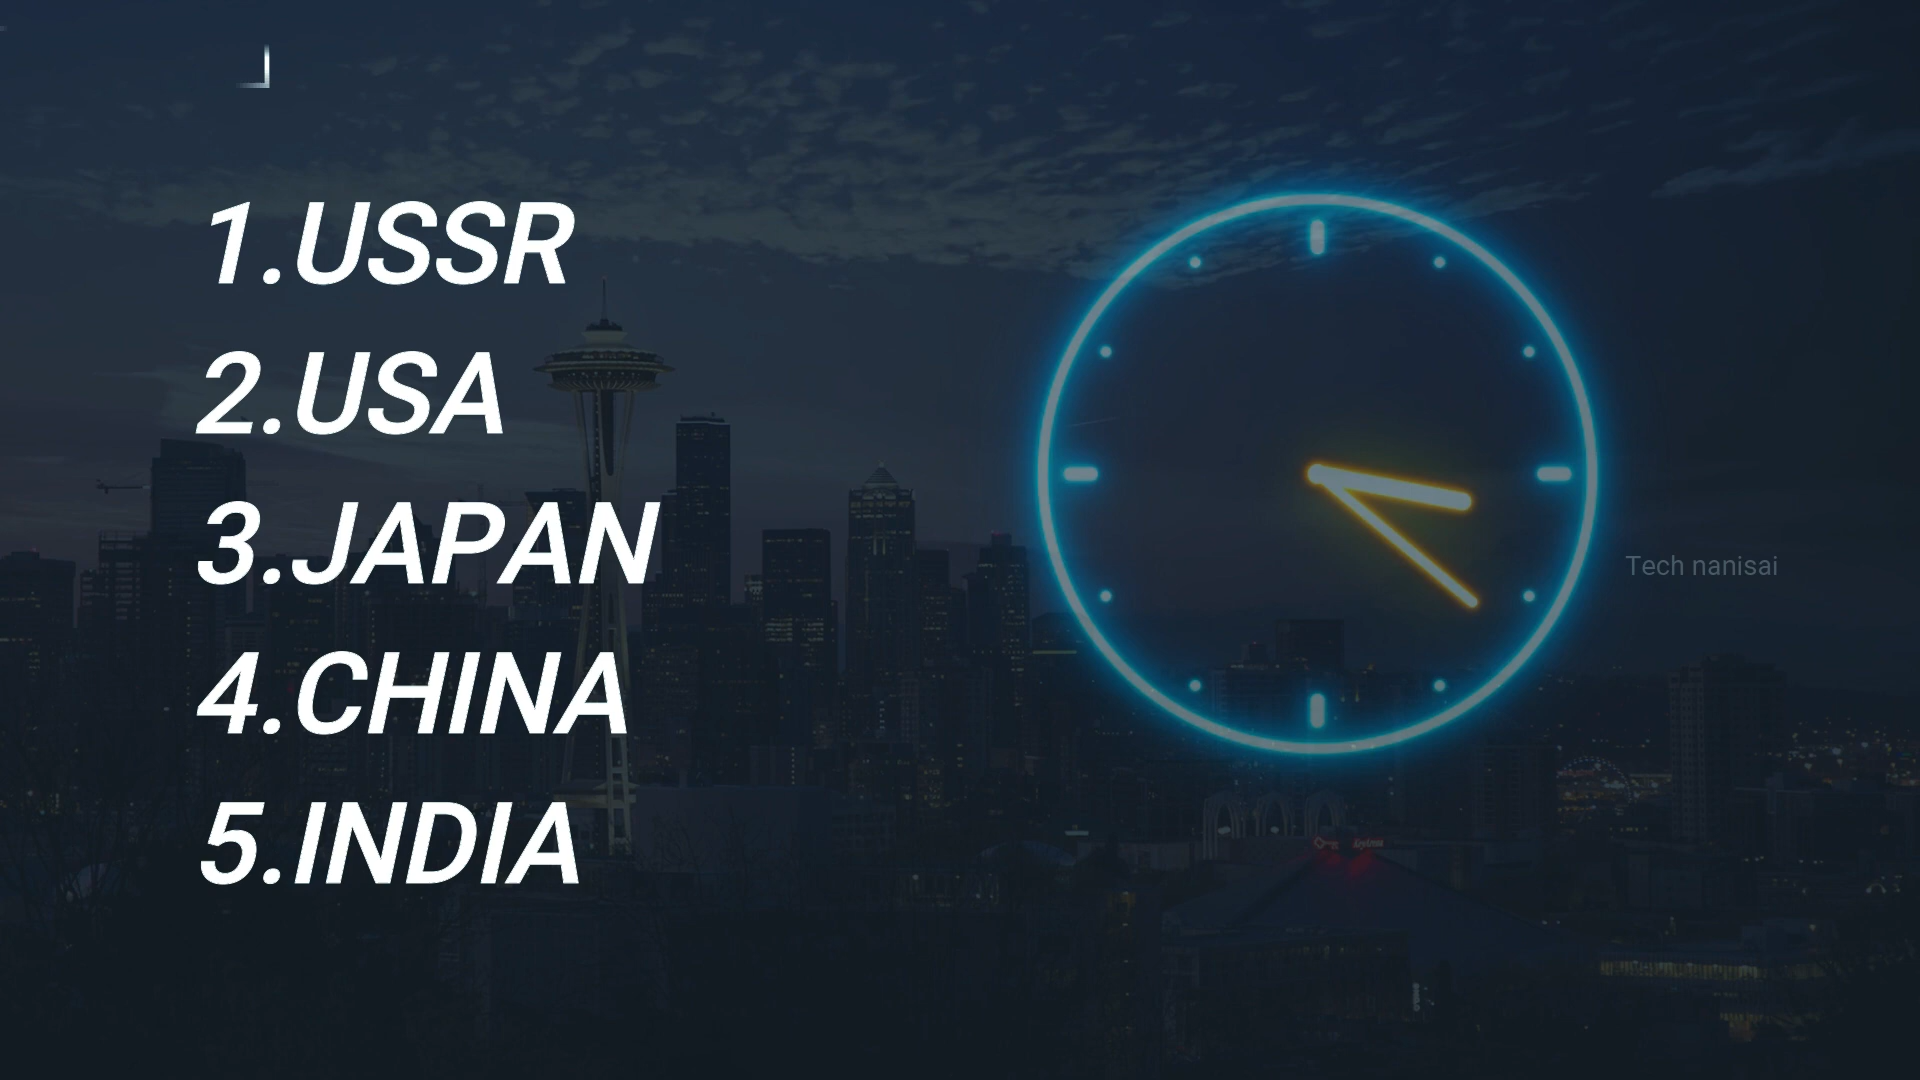 1.USSR
2.USA
3.JAPAN
4.CHINA
5.INDIA
Tech nanisai